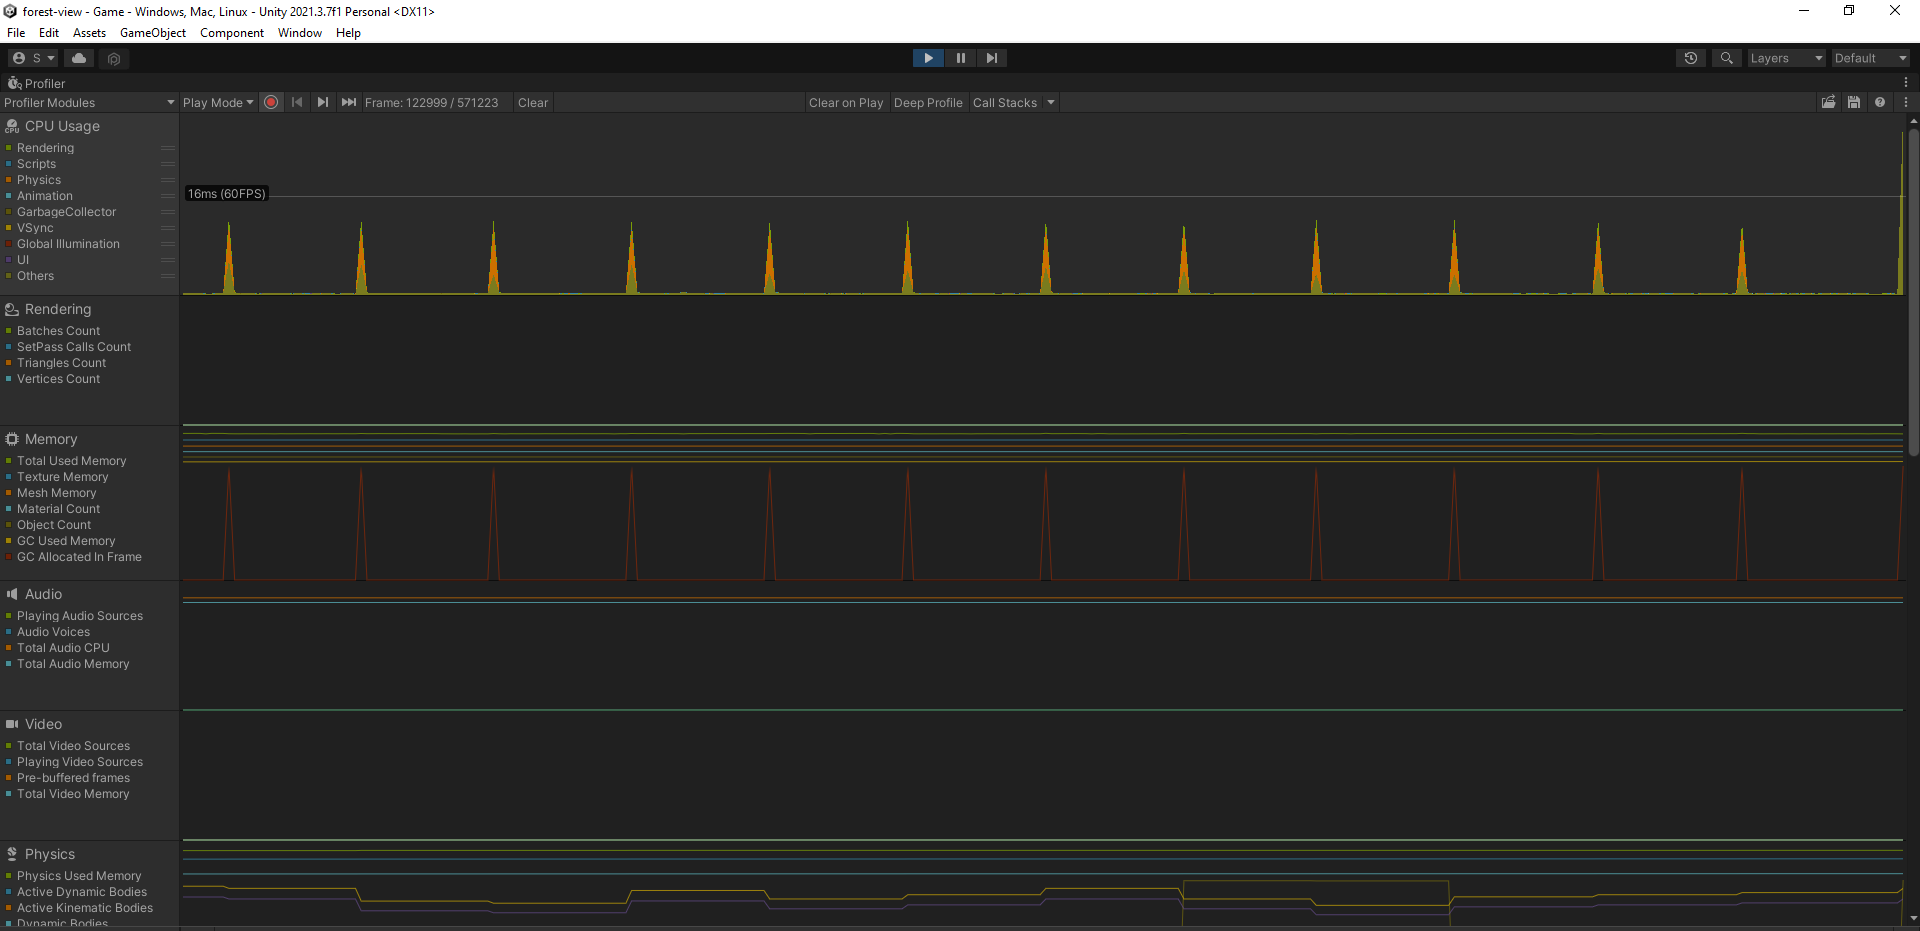 forest-view - Game - Windows, Mac, Linux - Unity 2021.3.7f1 Personal <DX11>
File Edit Assets GameObject Component Window Help
S Layers Default
Profiler
Profiler Modules Play Mode Frame: 122999 / 571223 Clear Clear on Play Deep Profile Call Stacks
CPU Usage
Rendering
Scripts
Physics
Animation
GarbageCollector
VSync
Global Illumination
UI
Others
16ms (60FPS)
Rendering
Batches Count
SetPass Calls Count
Triangles Count
Vertices Count
Memory
Total Used Memory
Texture Memory
Mesh Memory
Material Count
Object Count
GC Used Memory
GC Allocated In Frame
Audio
Playing Audio Sources
Audio Voices
Total Audio CPU
Total Audio Memory
Video
Total Video Sources
Playing Video Sources
Pre-buffered frames
Total Video Memory
Physics
Physics Used Memory
Active Dynamic Bodies
Active Kinematic Bodies
Dynamic Bodies